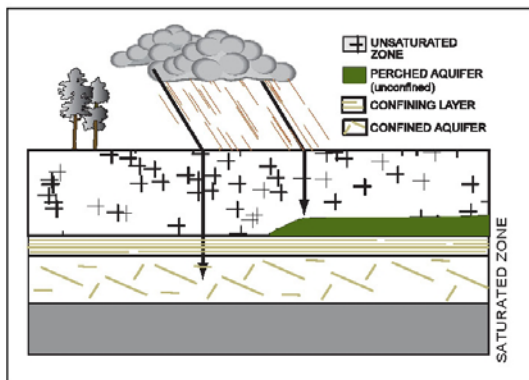 UNSATURATED
ZONE
PERCHED AQUIFER
(unconfined)
CONFINING LAYER
CONFINED AQUIFER
SATURATED ZONE